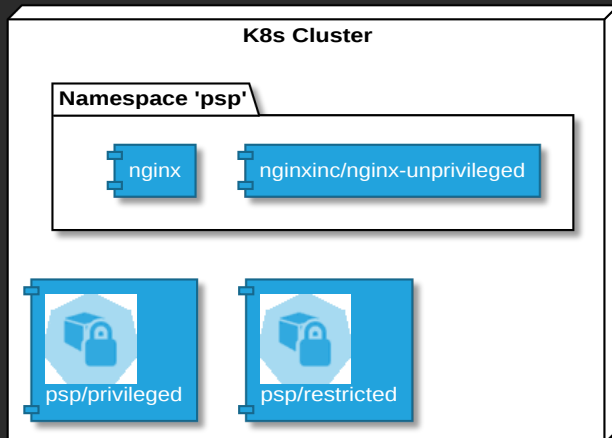 K8s Cluster
Namespace 'psp'
nginx
nginxinc/nginx-unprivileged
psp/privileged
psp/restricted